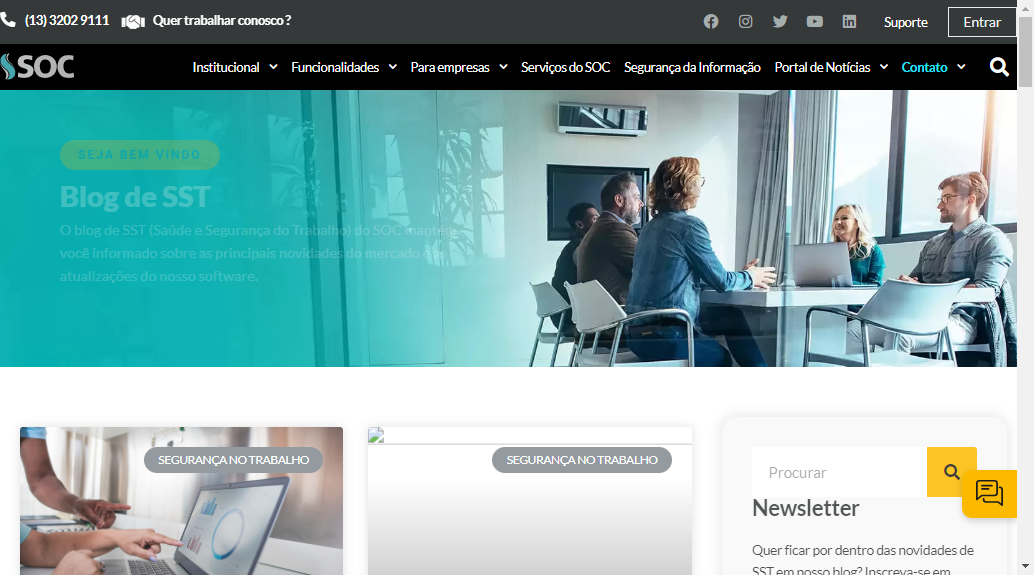 (13) 3202 9111 Quer trabalhar conosco ?
Suporte Entrar
SOC Institucional Funcionalidades Para empresas Serviços do SOC Segurança da Informação Portal de Notícias Contato
SEJA BEM VINDO
Blog de SST
O blog de SST (Saúde e Segurança do Trabalho) do SOC mantém
você informado sobre as principais novidades do mercado e as
atualizações do nosso software.
SEGURANÇA NO TRABALHO
SEGURANÇA NO TRABALHO
Procurar
Newsletter
Quer ficar por dentro das novidades de
SST em nosso blog? Inscreva-se em